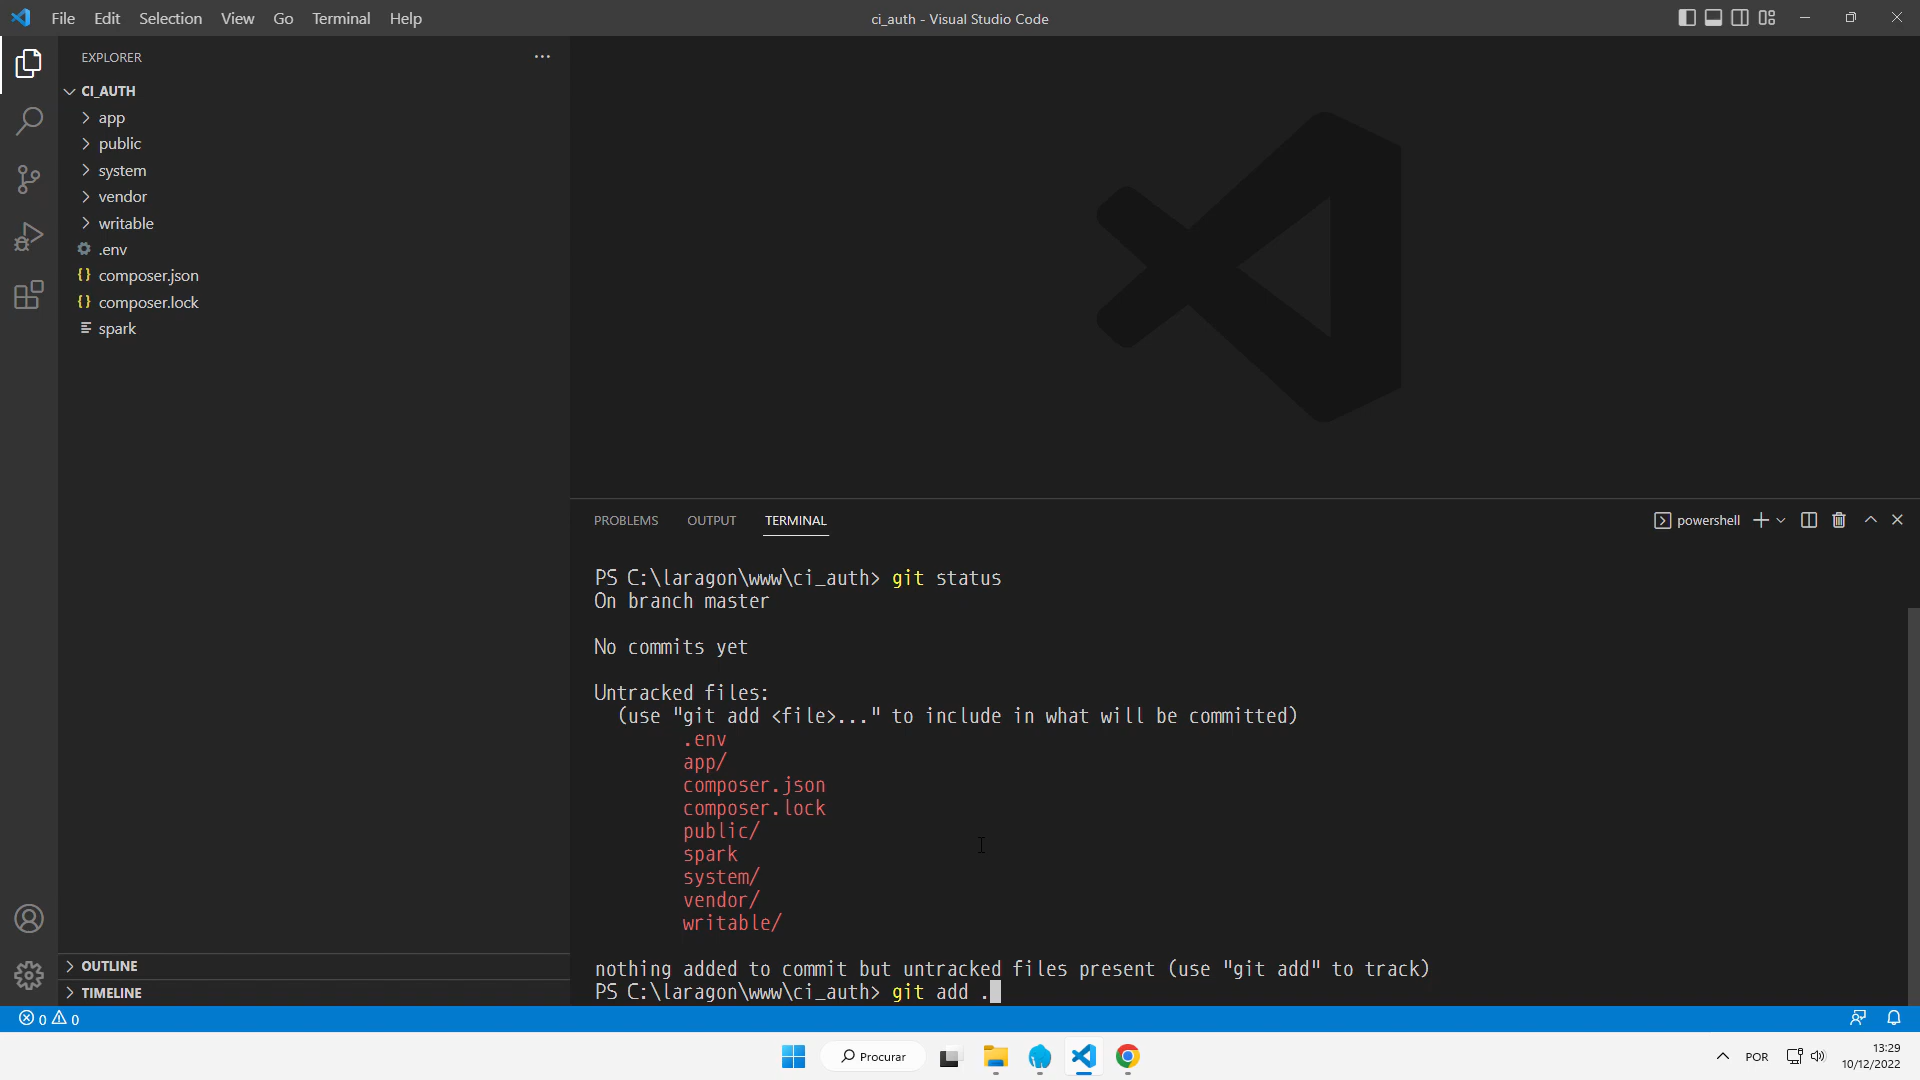 File Edit Selection View Go Terminal Help
ci_auth - Visual Studio Code
EXPLORER
CI_AUTH
app
public
system
vendor
writable
.env
composer.json
composer.lock
spark
OUTLINE
TIMELINE
PROBLEMS OUTPUT TERMINAL
powershell
PS C:\laragon\www\ci_auth> git status
On branch master
No commits yet
Untracked files:
(use "git add <file>..." to include in what will be committed)
.env
app/
composer.json
composer.lock
public/
spark
system/
vendor/
writable/
nothing added to commit but untracked files present (use "git add" to track)
PS C:\laragon\www\ci_auth> git add .
0 0
Procurar
POR
13:29
10/12/2022